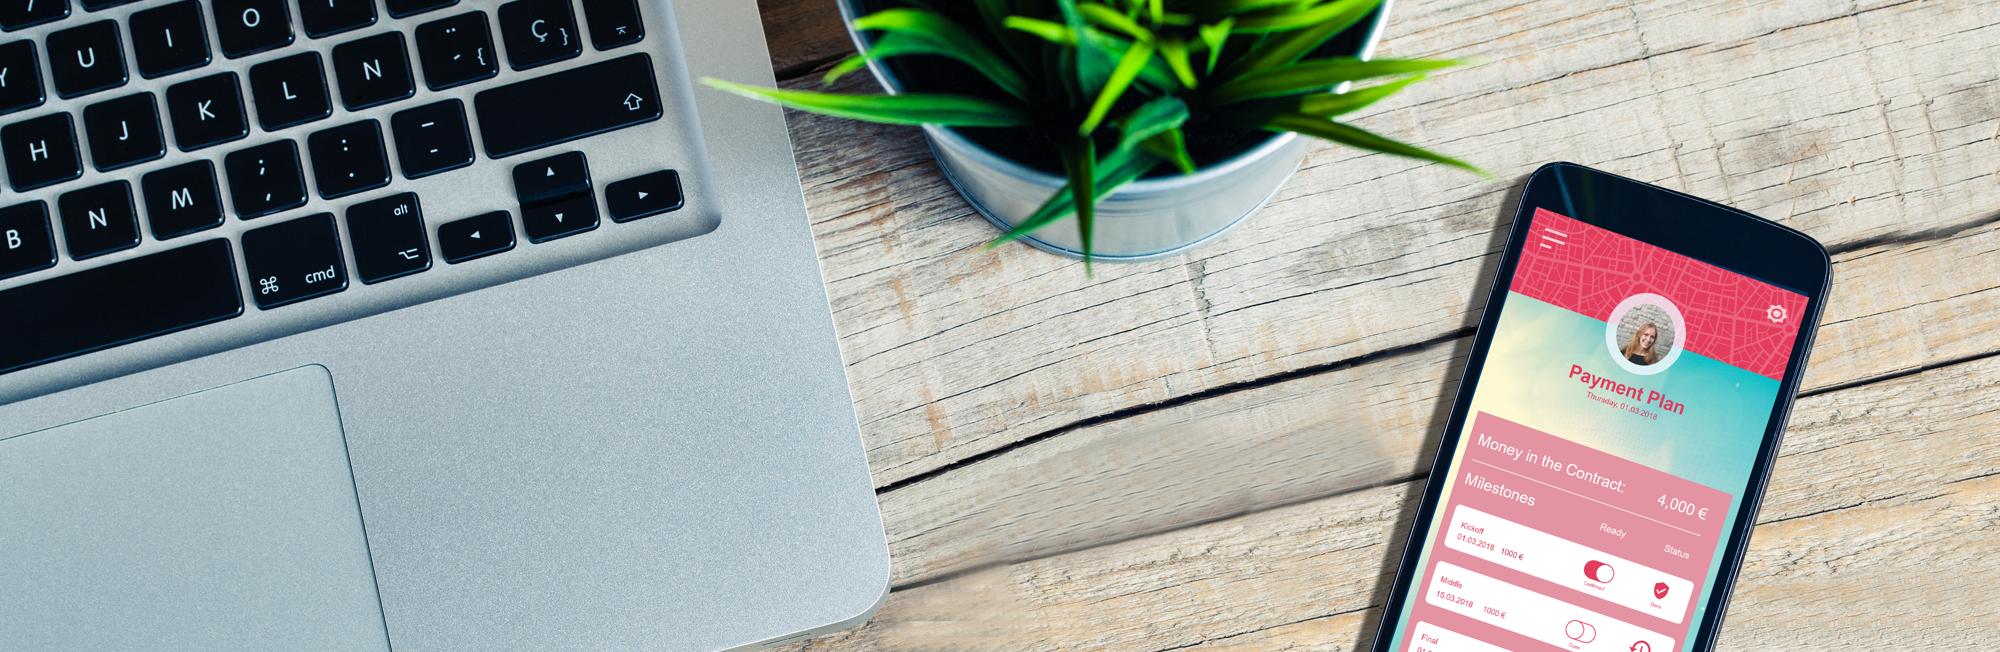 Y U I O
¨ ´ {
Ç }
H J K L Ñ
B N M ; , : . _ -
⌘ cmd
alt
⌥
Payment Plan
Thursday, 01.03.2018
Money in the Contract: 4,000 €
Milestones
Ready
Status
Kickoff
01.03.2018 1000 €
Confirmed
Done
Middle
15.03.2018 1000 €
Final